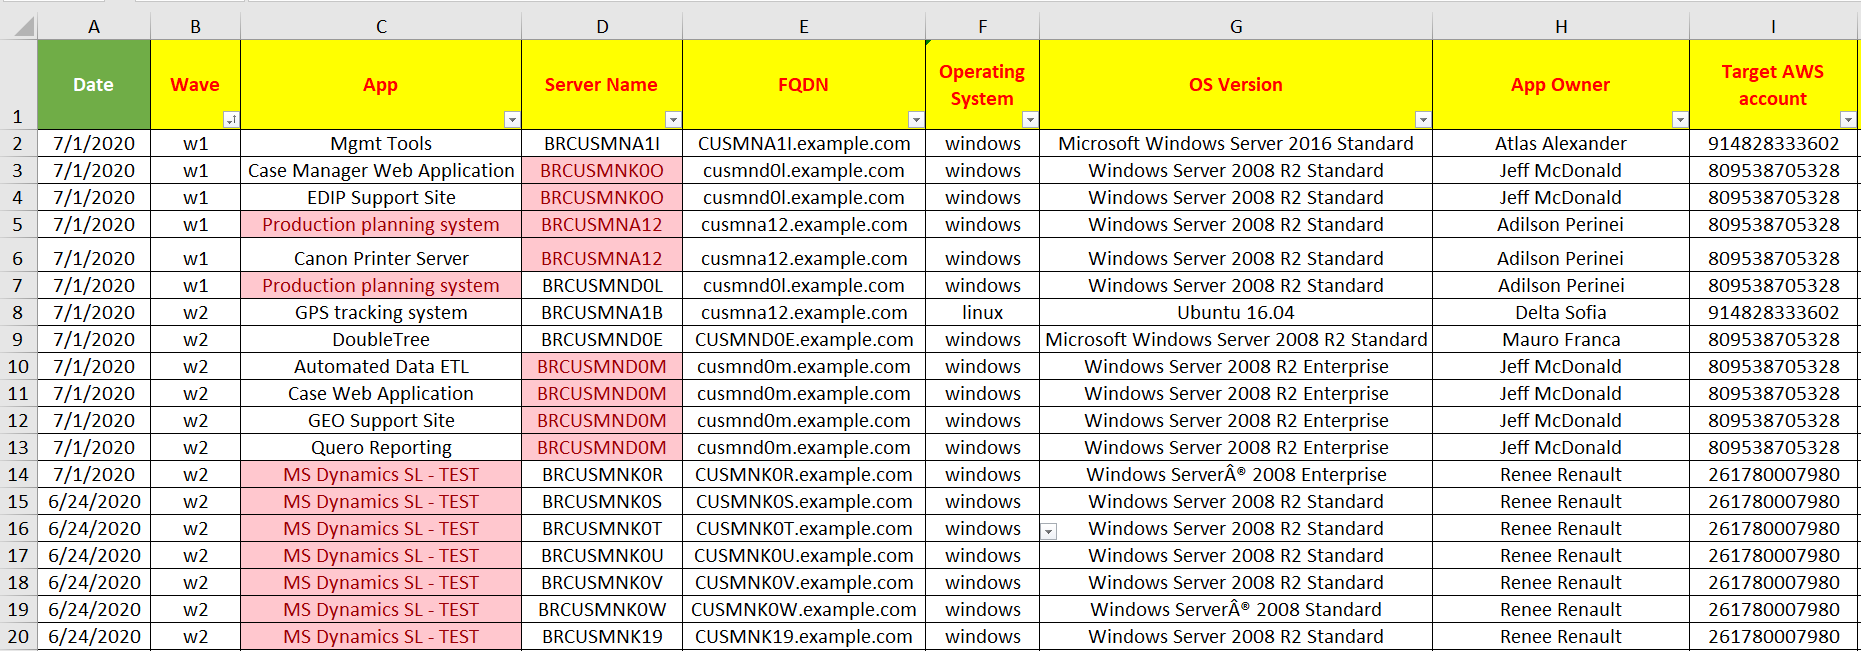 A B C D E F G H I
1 Date Wave App Server Name FQDN Operating System OS Version App Owner Target AWS account
2 7/1/2020 w1 Mgmt Tools BRCUSMNA1I CUSMNA1I.example.com windows Microsoft Windows Server 2016 Standard Atlas Alexander 914828333602
3 7/1/2020 w1 Case Manager Web Application BRCUSMNK0O cusmnd0l.example.com windows Windows Server 2008 R2 Standard Jeff McDonald 809538705328
4 7/1/2020 w1 EDIP Support Site BRCUSMNK0O cusmnd0l.example.com windows Windows Server 2008 R2 Standard Jeff McDonald 809538705328
5 7/1/2020 w1 Production planning system BRCUSMNA12 cusmna12.example.com windows Windows Server 2008 R2 Standard Adilson Perinei 809538705328
6 7/1/2020 w1 Canon Printer Server BRCUSMNA12 cusmna12.example.com windows Windows Server 2008 R2 Standard Adilson Perinei 809538705328
7 7/1/2020 w1 Production planning system BRCUSMND0L cusmnd0l.example.com windows Windows Server 2008 R2 Standard Adilson Perinei 809538705328
8 7/1/2020 w2 GPS tracking system BRCUSMNA1B cusmna12.example.com linux Ubuntu 16.04 Delta Sofia 914828333602
9 7/1/2020 w2 DoubleTree BRCUSMND0E CUSMND0E.example.com windows Microsoft Windows Server 2008 R2 Standard Mauro Franca 809538705328
10 7/1/2020 w2 Automated Data ETL BRCUSMND0M cusmnd0m.example.com windows Windows Server 2008 R2 Enterprise Jeff McDonald 809538705328
11 7/1/2020 w2 Case Web Application BRCUSMND0M cusmnd0m.example.com windows Windows Server 2008 R2 Enterprise Jeff McDonald 809538705328
12 7/1/2020 w2 GEO Support Site BRCUSMND0M cusmnd0m.example.com windows Windows Server 2008 R2 Enterprise Jeff McDonald 809538705328
13 7/1/2020 w2 Quero Reporting BRCUSMND0M cusmnd0m.example.com windows Windows Server 2008 R2 Enterprise Jeff McDonald 809538705328
14 7/1/2020 w2 MS Dynamics SL - TEST BRCUSMNK0R CUSMNK0R.example.com windows Windows ServerÂ® 2008 Enterprise Renee Renault 261780007980
15 6/24/2020 w2 MS Dynamics SL - TEST BRCUSMNK0S CUSMNK0S.example.com windows Windows Server 2008 R2 Standard Renee Renault 261780007980
16 6/24/2020 w2 MS Dynamics SL - TEST BRCUSMNK0T CUSMNK0T.example.com windows Windows Server 2008 R2 Standard Renee Renault 261780007980
17 6/24/2020 w2 MS Dynamics SL - TEST BRCUSMNK0U CUSMNK0U.example.com windows Windows Server 2008 R2 Standard Renee Renault 261780007980
18 6/24/2020 w2 MS Dynamics SL - TEST BRCUSMNK0V CUSMNK0V.example.com windows Windows Server 2008 R2 Standard Renee Renault 261780007980
19 6/24/2020 w2 MS Dynamics SL - TEST BRCUSMNK0W CUSMNK0W.example.com windows Windows ServerÂ® 2008 Standard Renee Renault 261780007980
20 6/24/2020 w2 MS Dynamics SL - TEST BRCUSMNK19 CUSMNK19.example.com windows Windows Server 2008 R2 Standard Renee Renault 261780007980